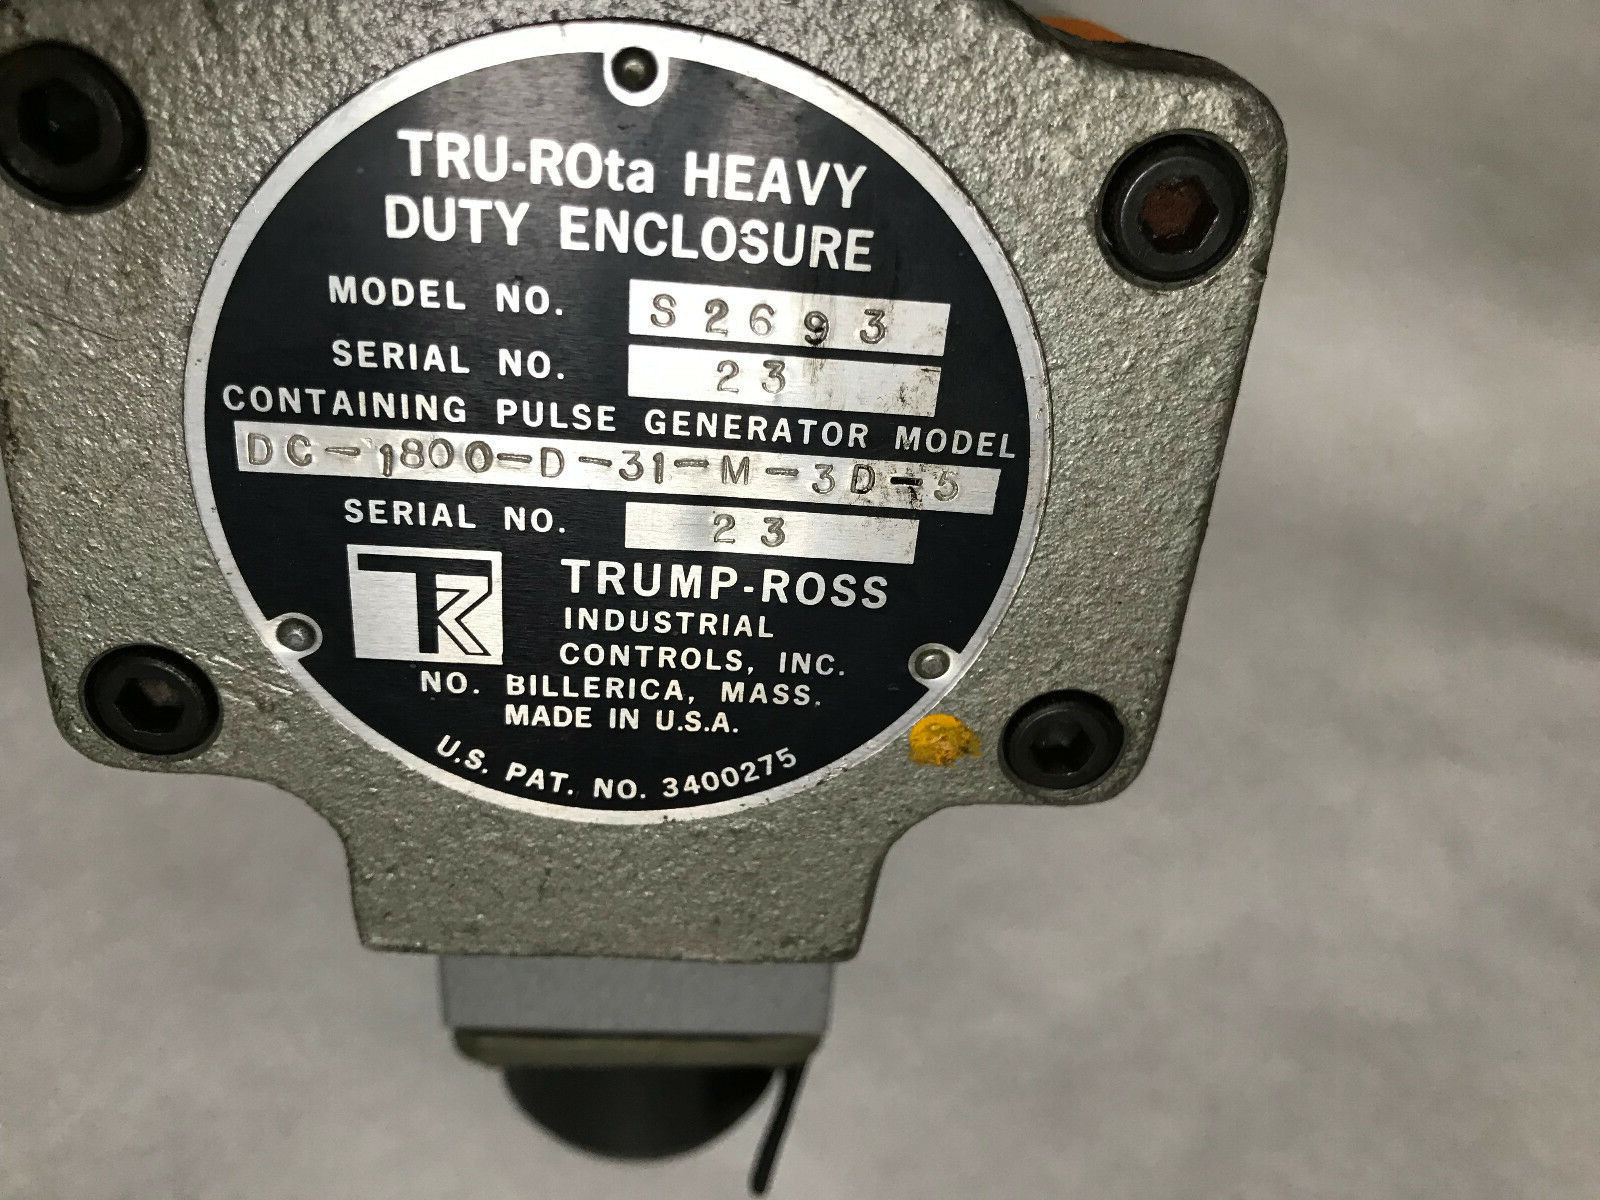 TRU-ROta HEAVY
DUTY ENCLOSURE
MODEL NO. S2693
SERIAL NO. 23
CONTAINING PULSE GENERATOR MODEL
DC-1800-D-31-M-3D-5
SERIAL NO. 23
TR
TRUMP-ROSS
INDUSTRIAL
CONTROLS, INC.
NO. BILLERICA, MASS.
MADE IN U.S.A.
U.S. PAT. NO. 3400275